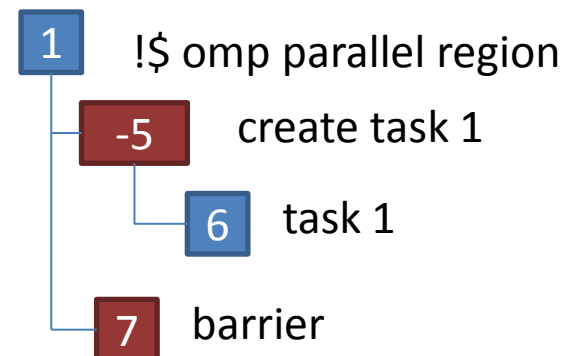 1 !$ omp parallel region
-5 create task 1
6 task 1
7 barrier